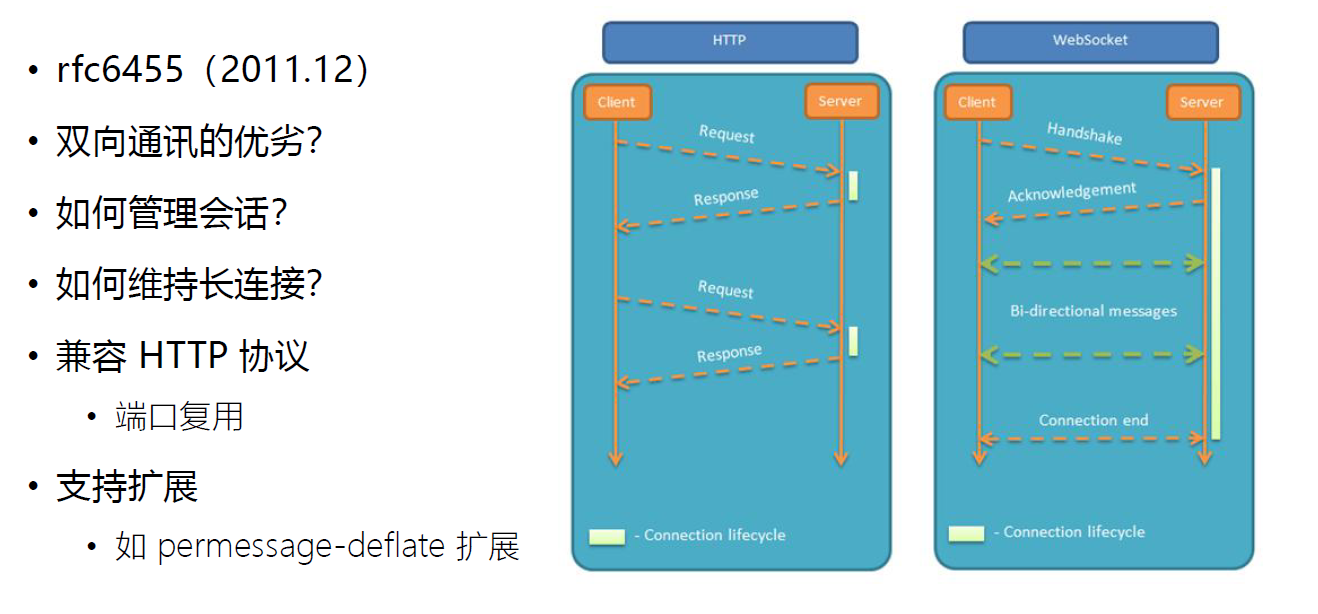 • rfc6455（2011.12）
• 双向通讯的优劣？
• 如何管理会话？
• 如何维持长连接？
• 兼容 HTTP 协议
• 端口复用
• 支持扩展
• 如 permessage-deflate 扩展
HTTP
Client
Server
Request
Response
Request
Response
- Connection lifecycle
WebSocket
Client
Server
Handshake
Acknowledgement
Bi-directional messages
Connection end
- Connection lifecycle